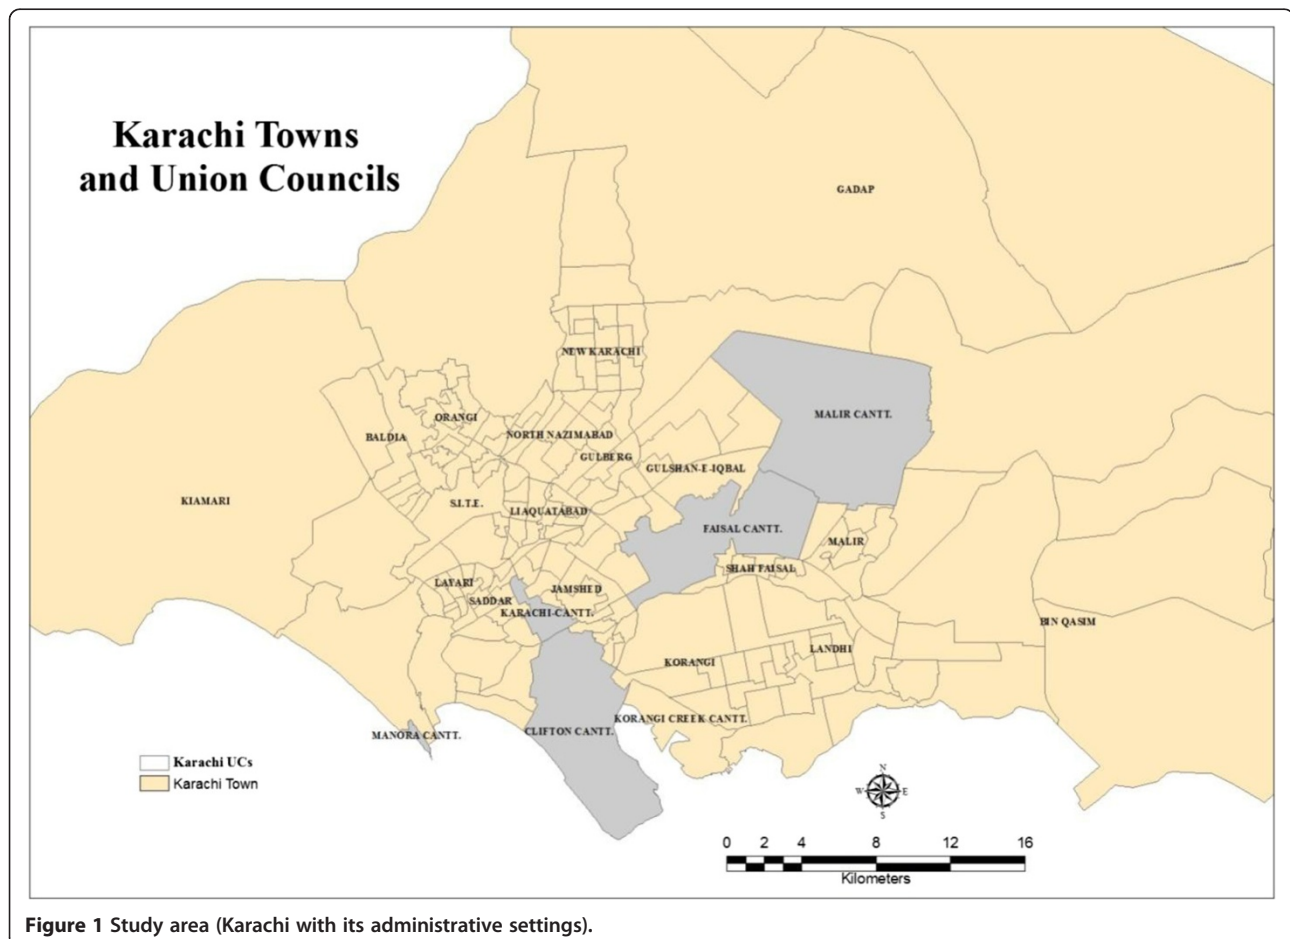 Karachi Towns
and Union Councils
GADAP
NEW KARACHI
MALIR CANTT.
ORANGI
BALDIA
NORTH NAZIMABAD
GULBERG
GULSHAN-E-IQBAL
KIAMARI
S.I.T.E.
LIAQUATABAD
FAISAL CANTT.
MALIR
SHAH FAISAL
LAYARI
JAMSHED
SADDAR
KARACHI-CANTT.
BIN QASIM
LANDHI
KORANGI
KORANGI CREEK CANTT.
MANORA CANTT.
CLIFTON CANTT.
Karachi UCs
Karachi Town
N
W E
S
0 2 4 8 12 16
Kilometers
Figure 1 Study area (Karachi with its administrative settings).